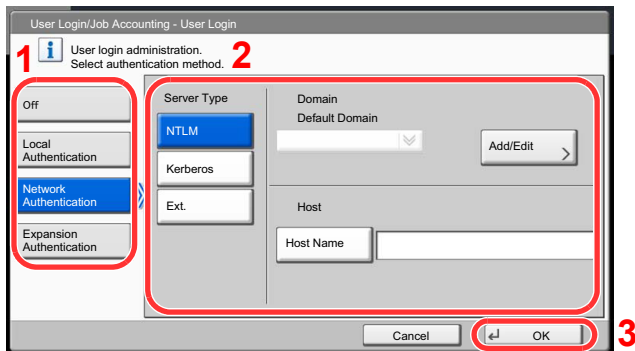 User Login/Job Accounting - User Login
i
User login administration.
Select authentication method.
1
2
Off
Local
Authentication
Network
Authentication
Expansion
Authentication
Server Type
NTLM
Kerberos
Ext.
Domain
Default Domain
Add/Edit
Host
Host Name
Cancel
OK
3